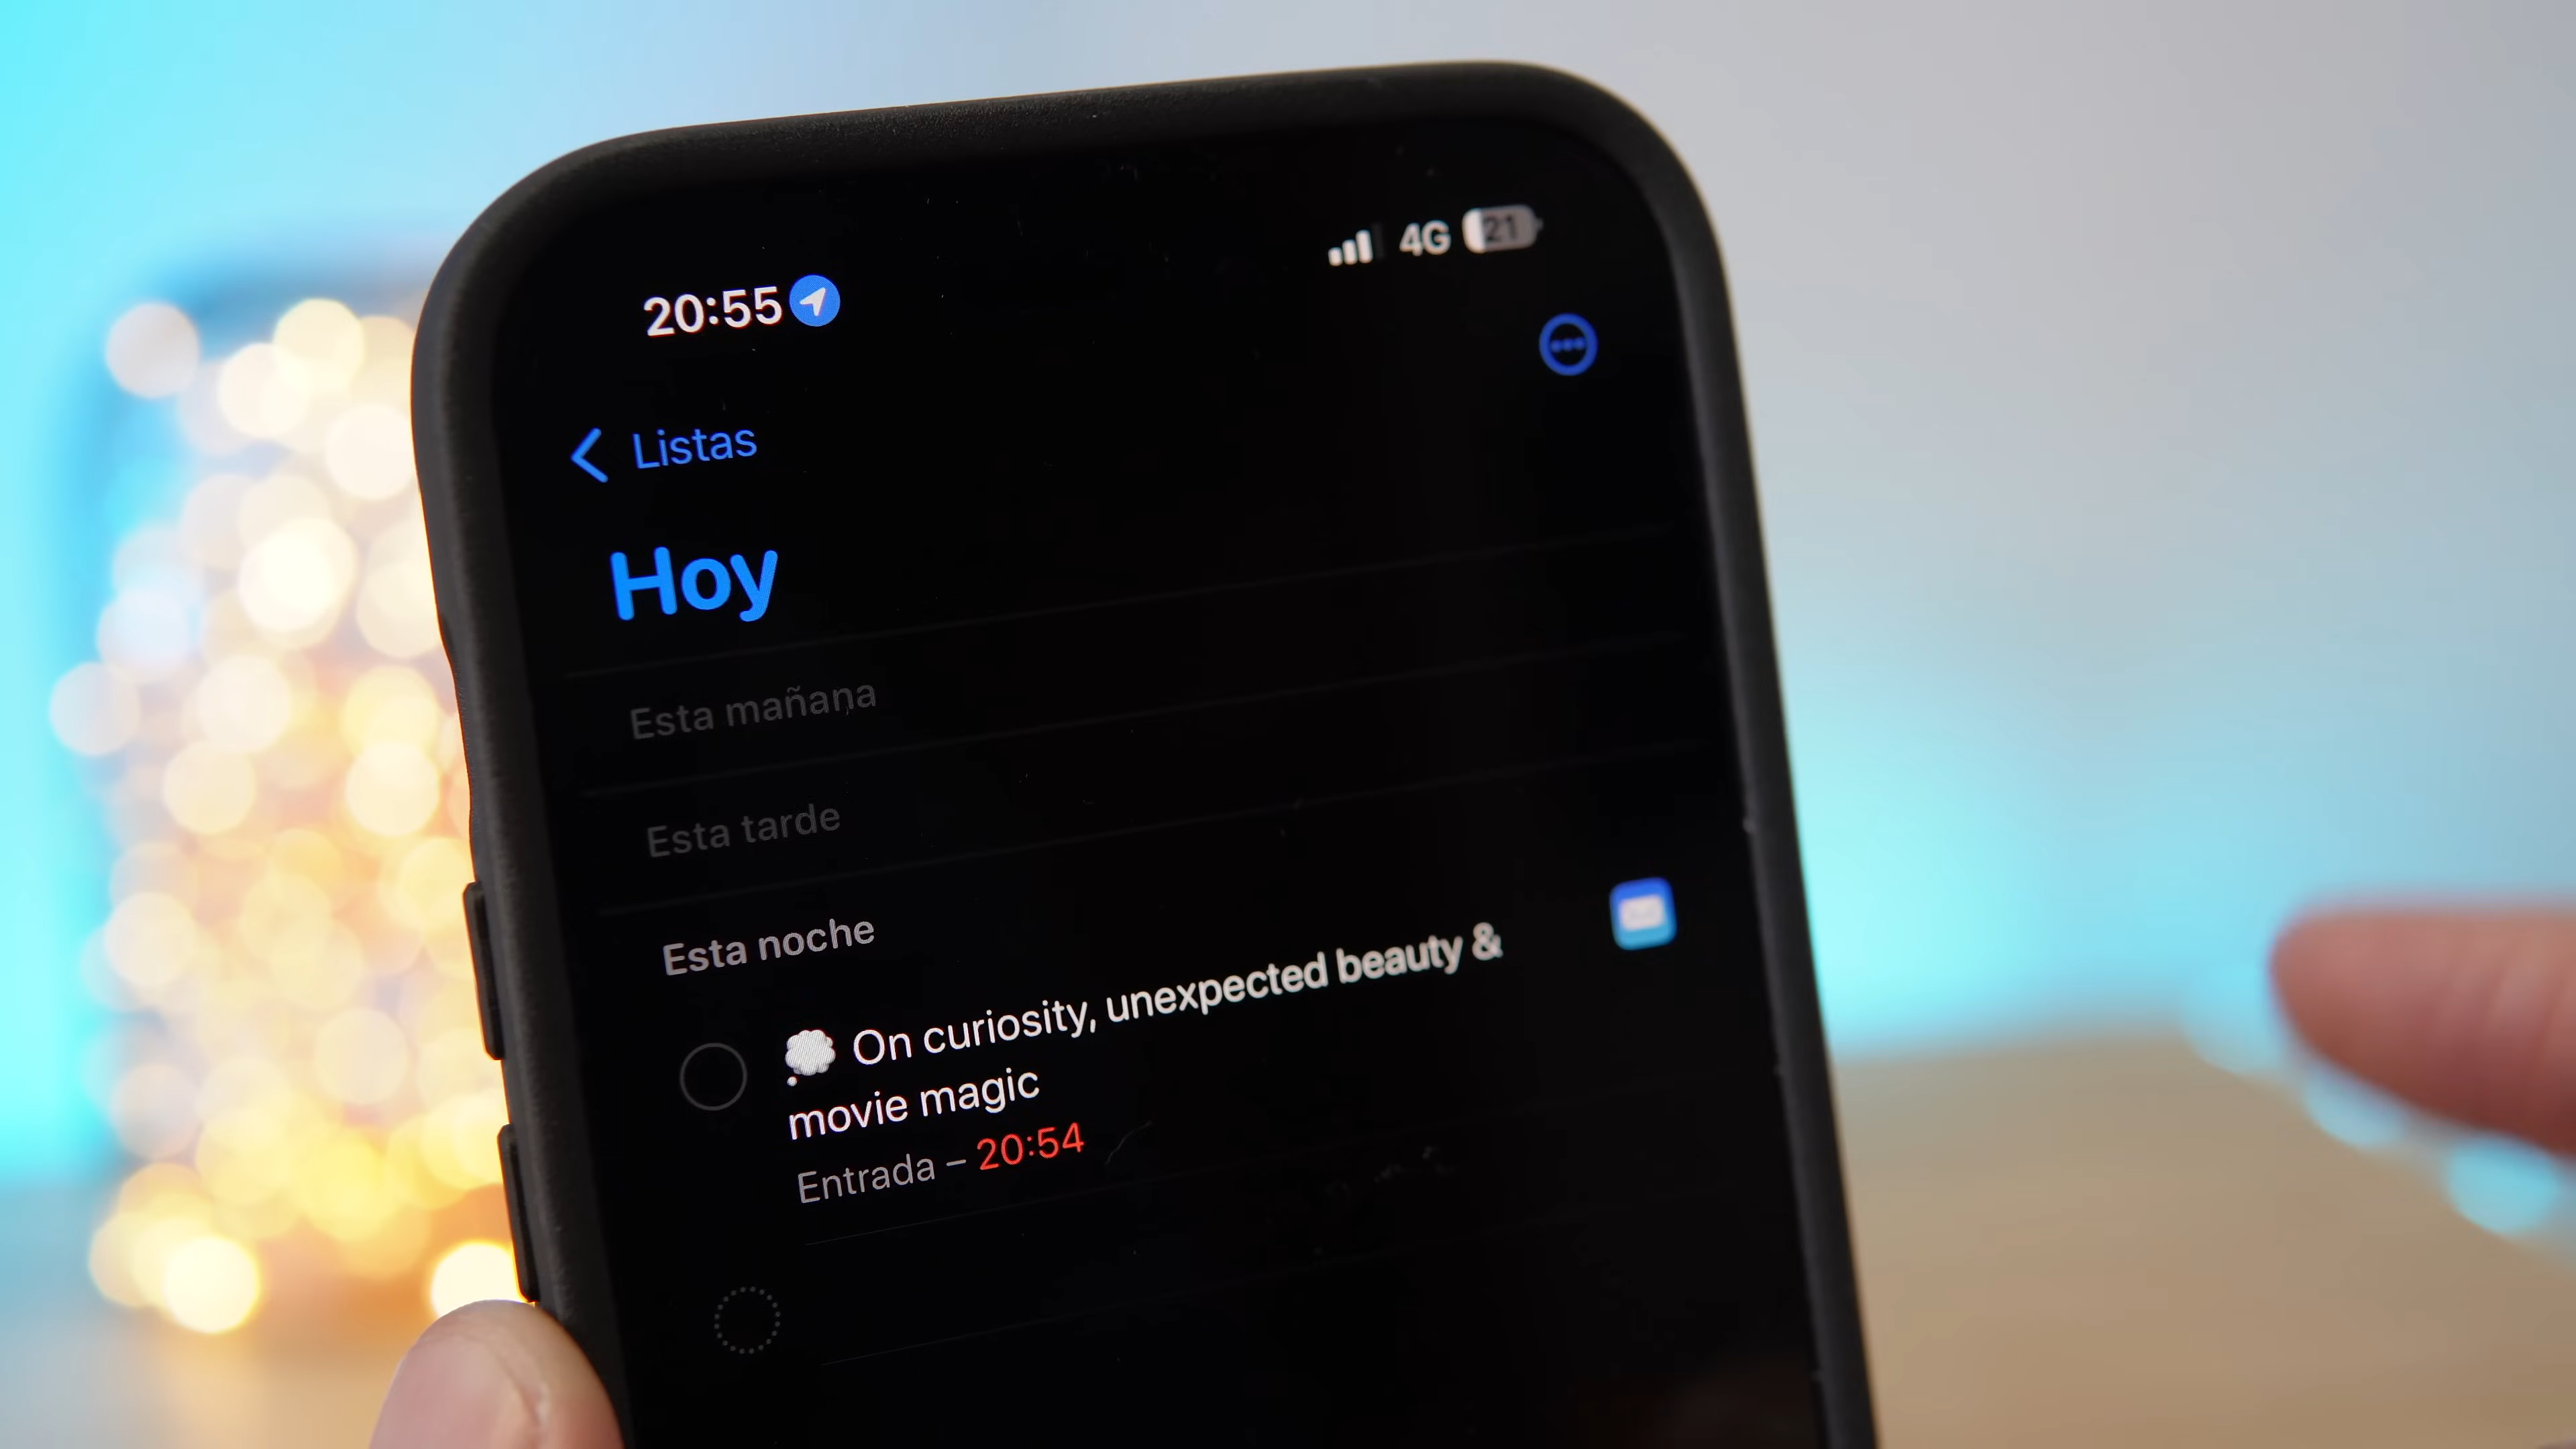 20:55
4G 21
Listas
Hoy
Esta mañana
Esta tarde
Esta noche
On curiosity, unexpected beauty &
movie magic
Entrada – 20:54